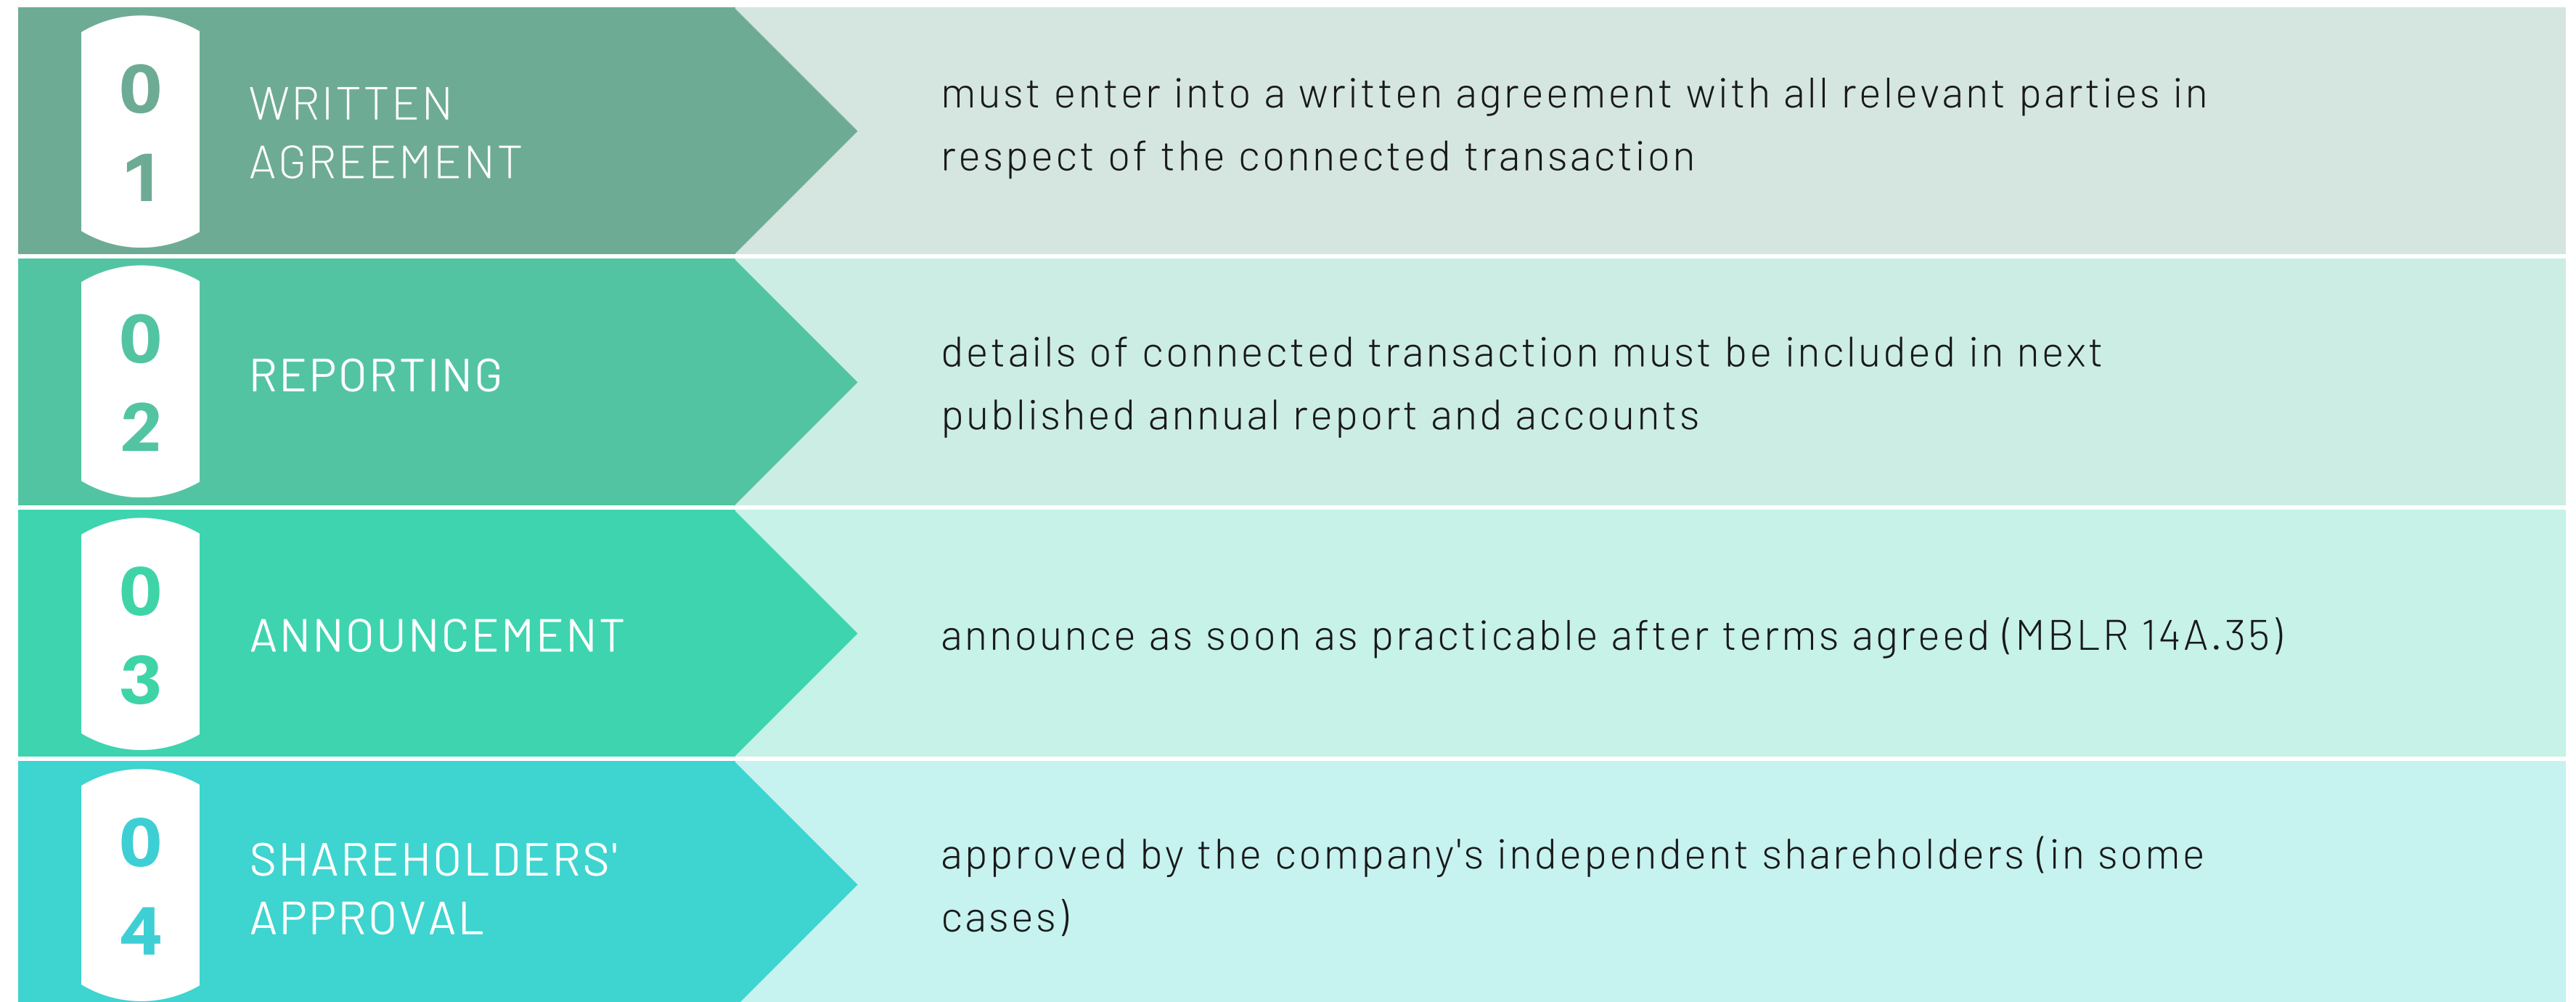 0
1
WRITTEN
AGREEMENT
must enter into a written agreement with all relevant parties in
respect of the connected transaction
0
2
REPORTING
details of connected transaction must be included in next
published annual report and accounts
0
3
ANNOUNCEMENT
announce as soon as practicable after terms agreed (MBLR 14A.35)
0
4
SHAREHOLDERS'
APPROVAL
approved by the company's independent shareholders (in some
cases)